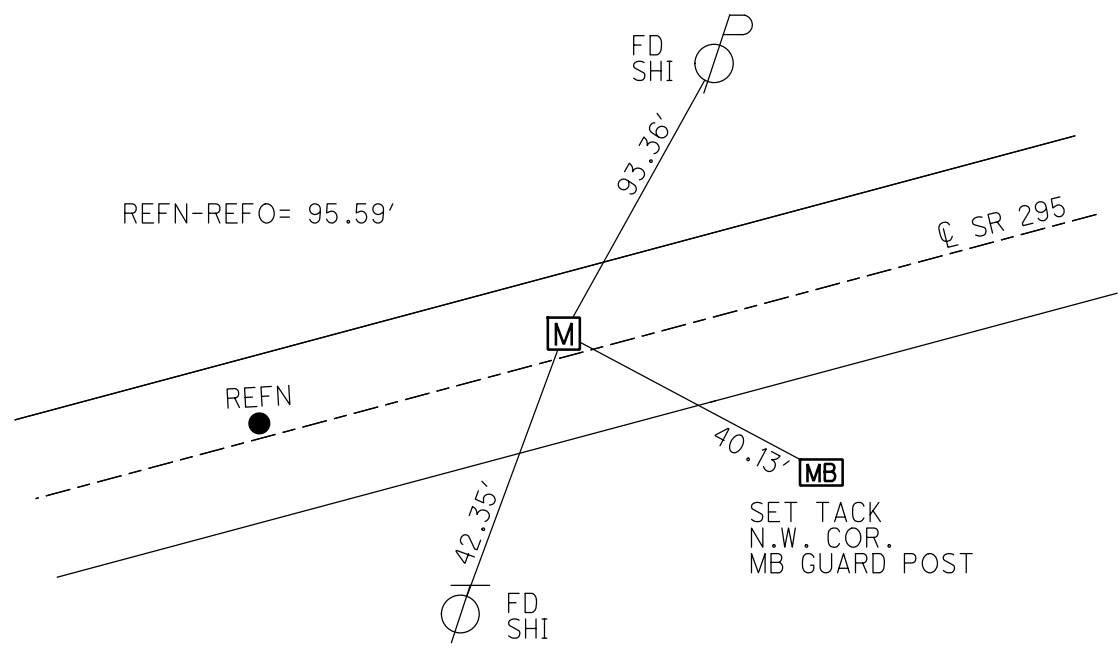 FD
SHI
93.36'
REFN-REFO= 95.59'
℄ SR 295
M
REFN
40.13'
MB
42.35'
SET TACK
N.W. COR.
MB GUARD POST
FD
SHI